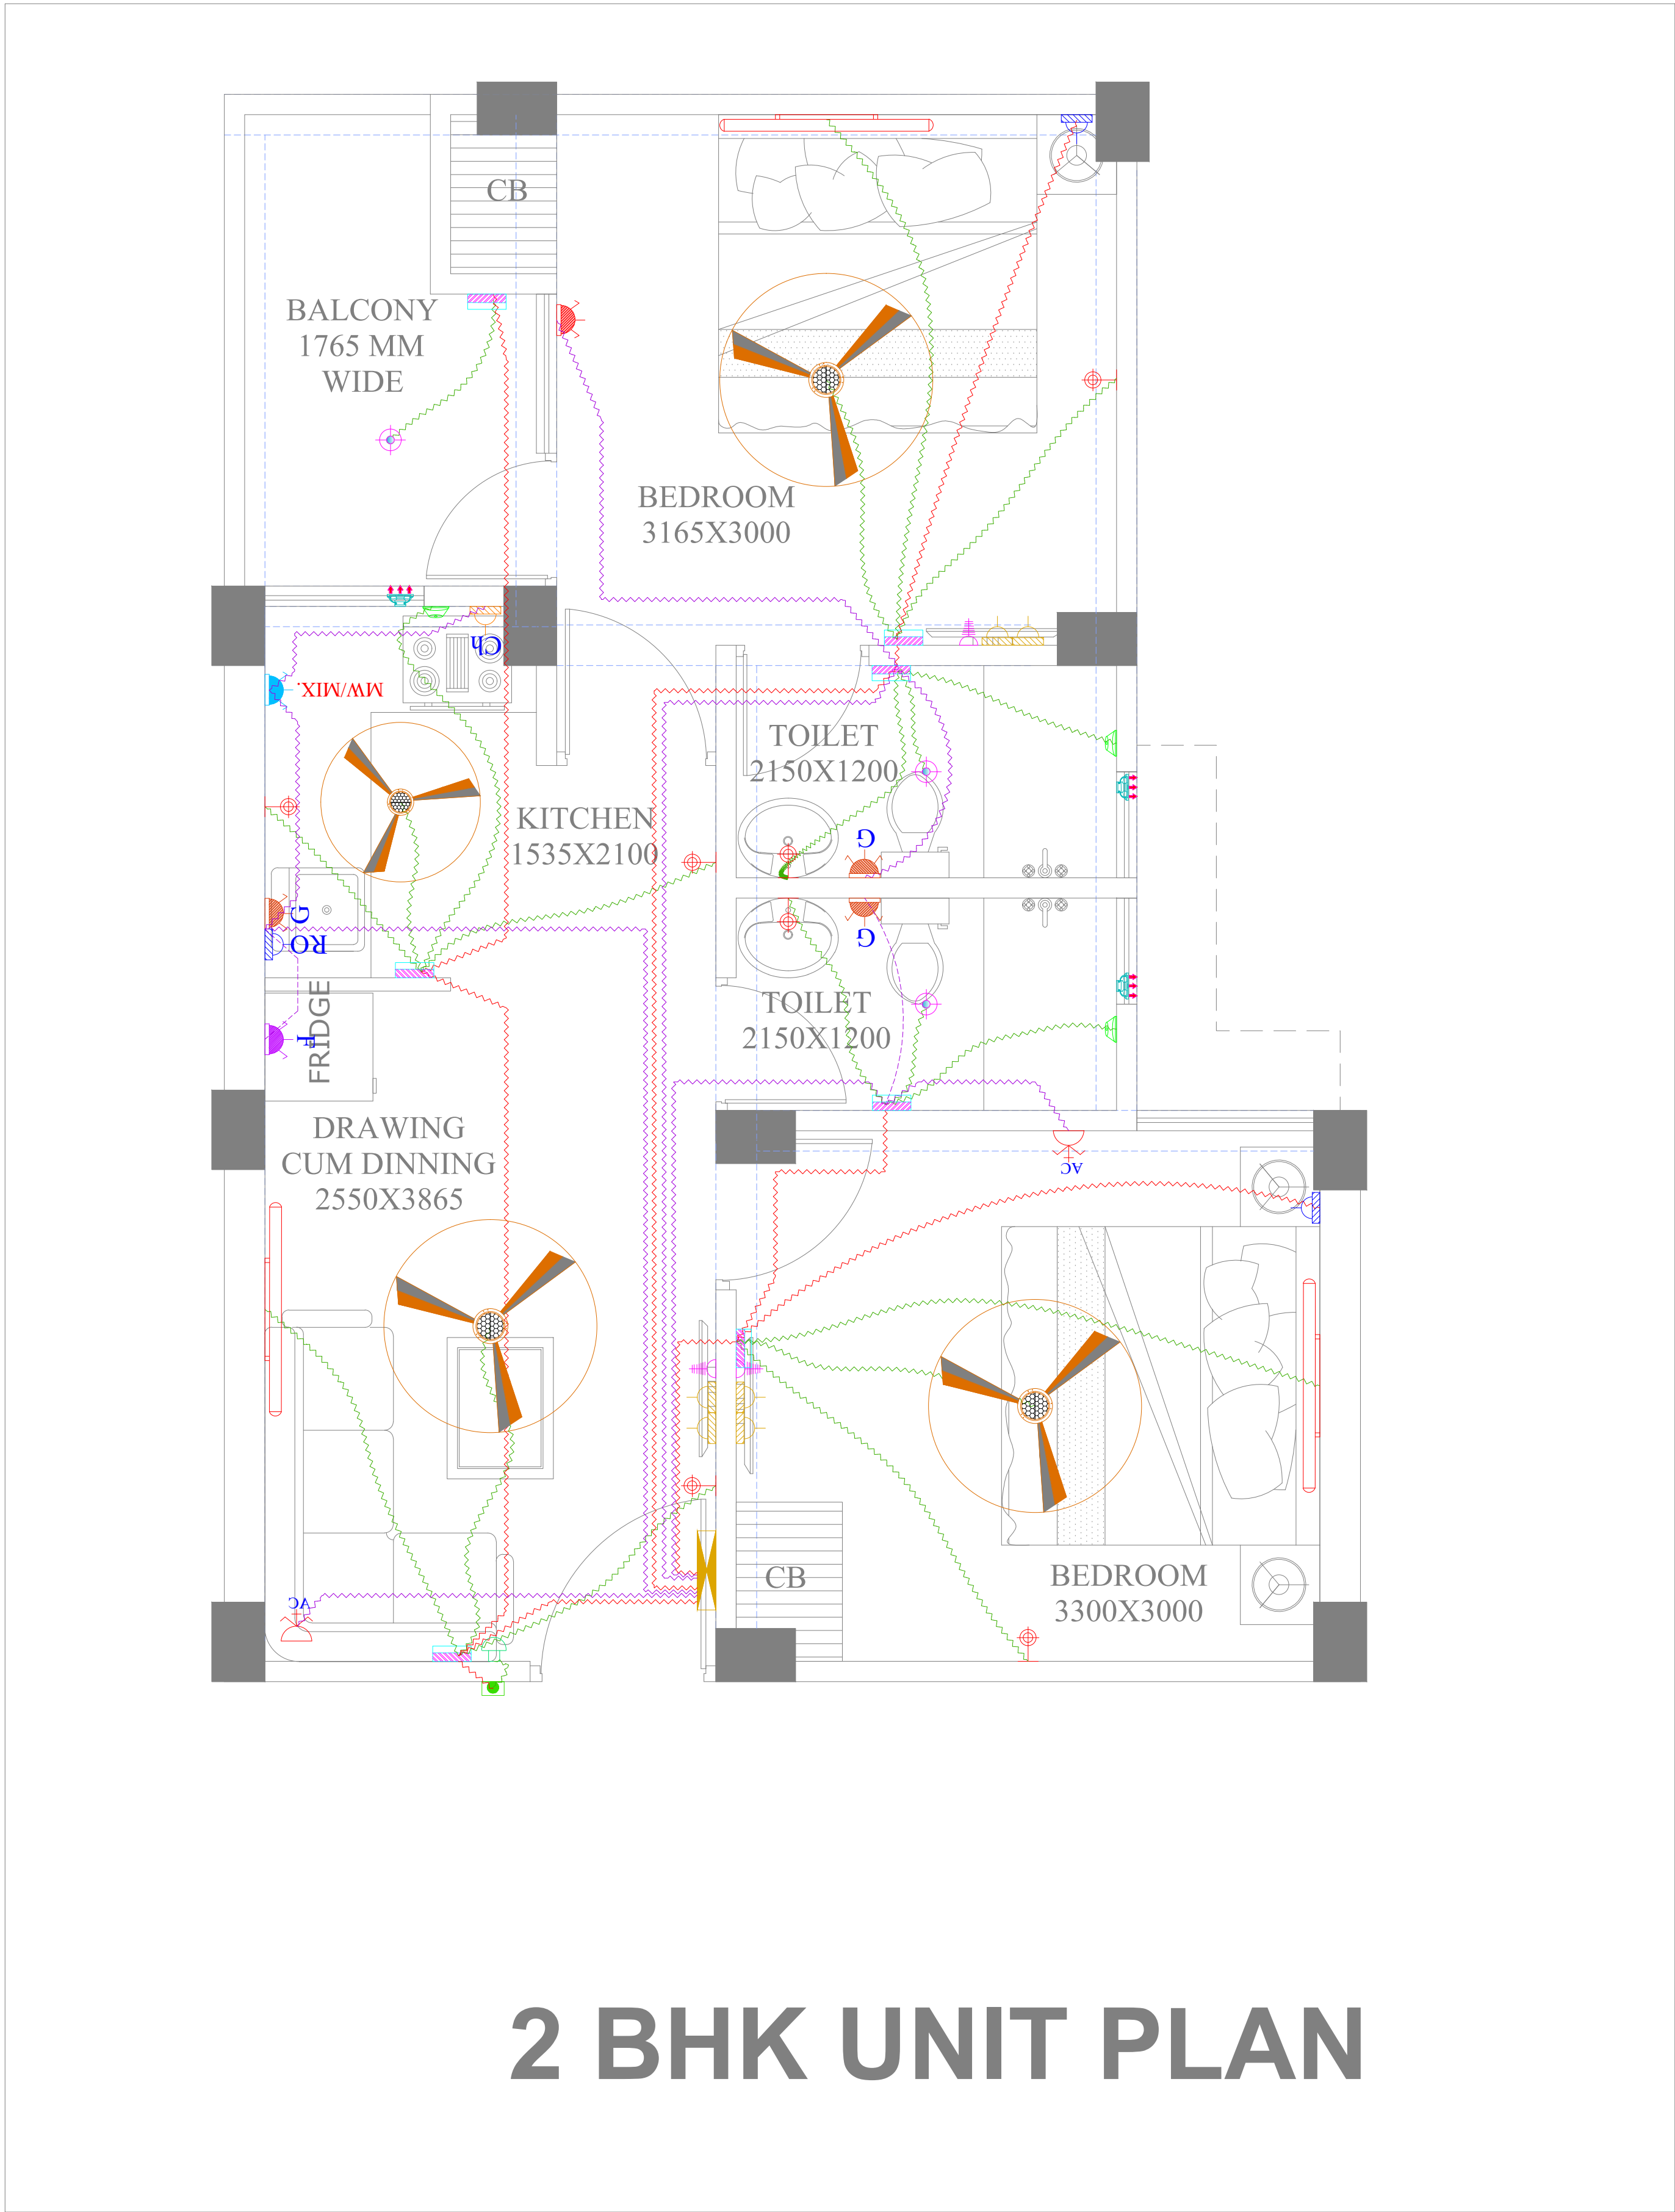 CB
BALCONY
1765 MM
WIDE
BEDROOM
3165X3000
Ch
MW/MIX.
TOILET
2150X1200
KITCHEN
1535X2100
G
G
G
RO
TOILET
2150X1200
FRIDGE
F
DRAWING
CUM DINNING
2550X3865
AC
CB
BEDROOM
3300X3000
AC
2 BHK UNIT PLAN